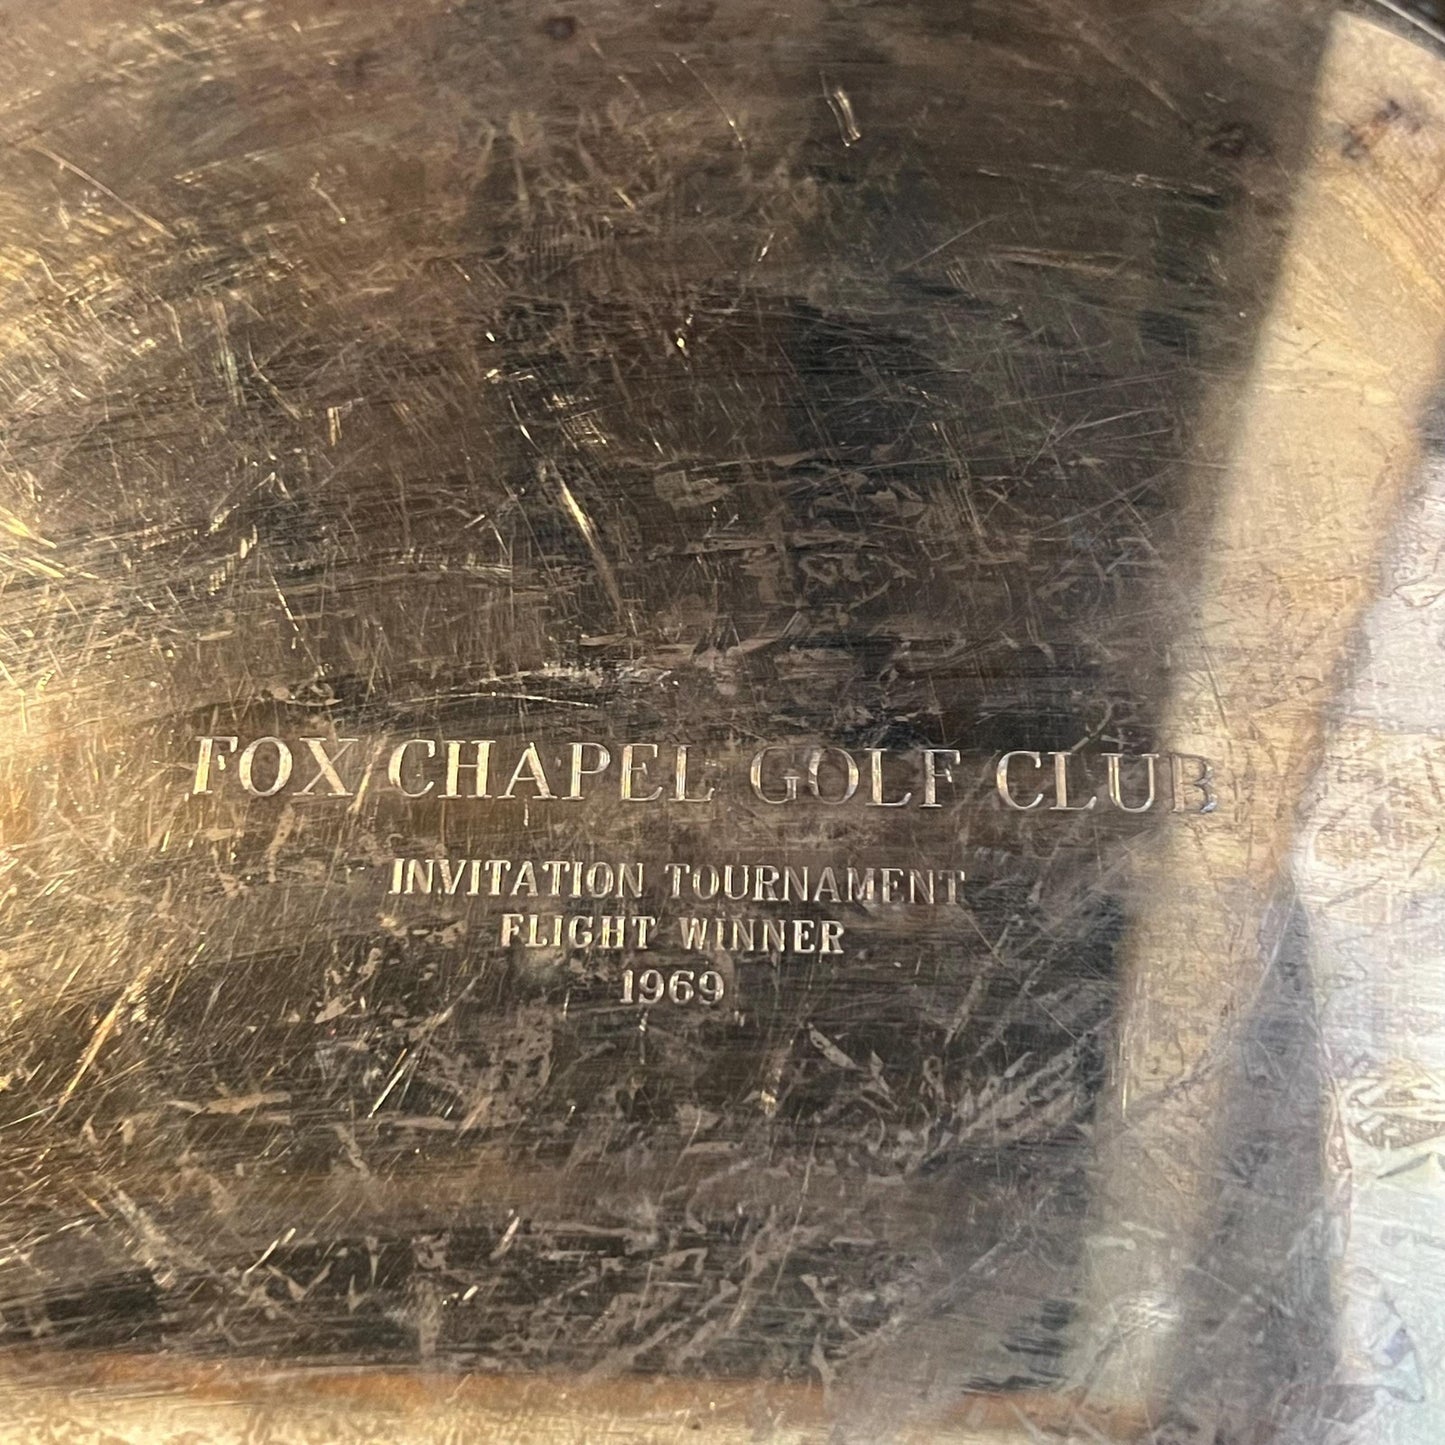 FOX CHAPEL GOLF CLUB
INVITATION TOURNAMENT
FLIGHT WINNER
1969